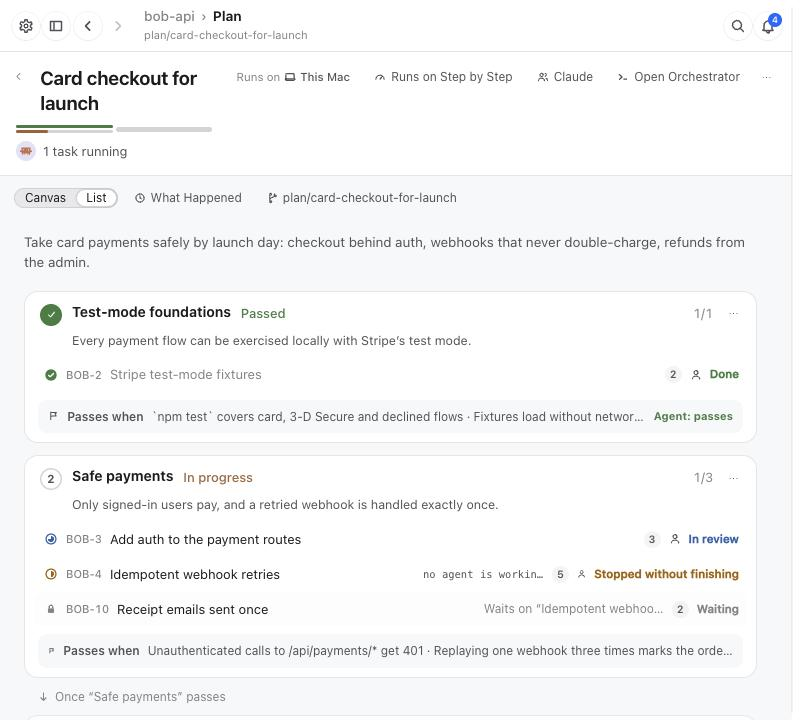 bob-api › Plan
plan/card-checkout-for-launch
4
Card checkout for launch
Runs on This Mac
Runs on Step by Step
Claude
Open Orchestrator
...
1 task running
Canvas
List
What Happened
plan/card-checkout-for-launch
Take card payments safely by launch day: checkout behind auth, webhooks that never double-charge, refunds from
the admin.
Test-mode foundations Passed 1/1 ...
Every payment flow can be exercised locally with Stripe's test mode.
BOB-2 Stripe test-mode fixtures 2 Done
Passes when `npm test` covers card, 3-D Secure and declined flows · Fixtures load without networ... Agent: passes
2 Safe payments In progress 1/3 ...
Only signed-in users pay, and a retried webhook is handled exactly once.
BOB-3 Add auth to the payment routes 3 In review
BOB-4 Idempotent webhook retries no agent is workin… 5 Stopped without finishing
BOB-10 Receipt emails sent once Waits on “Idempotent webhoo... 2 Waiting
Passes when Unauthenticated calls to /api/payments/* get 401 · Replaying one webhook three times marks the orde...
↓ Once “Safe payments” passes